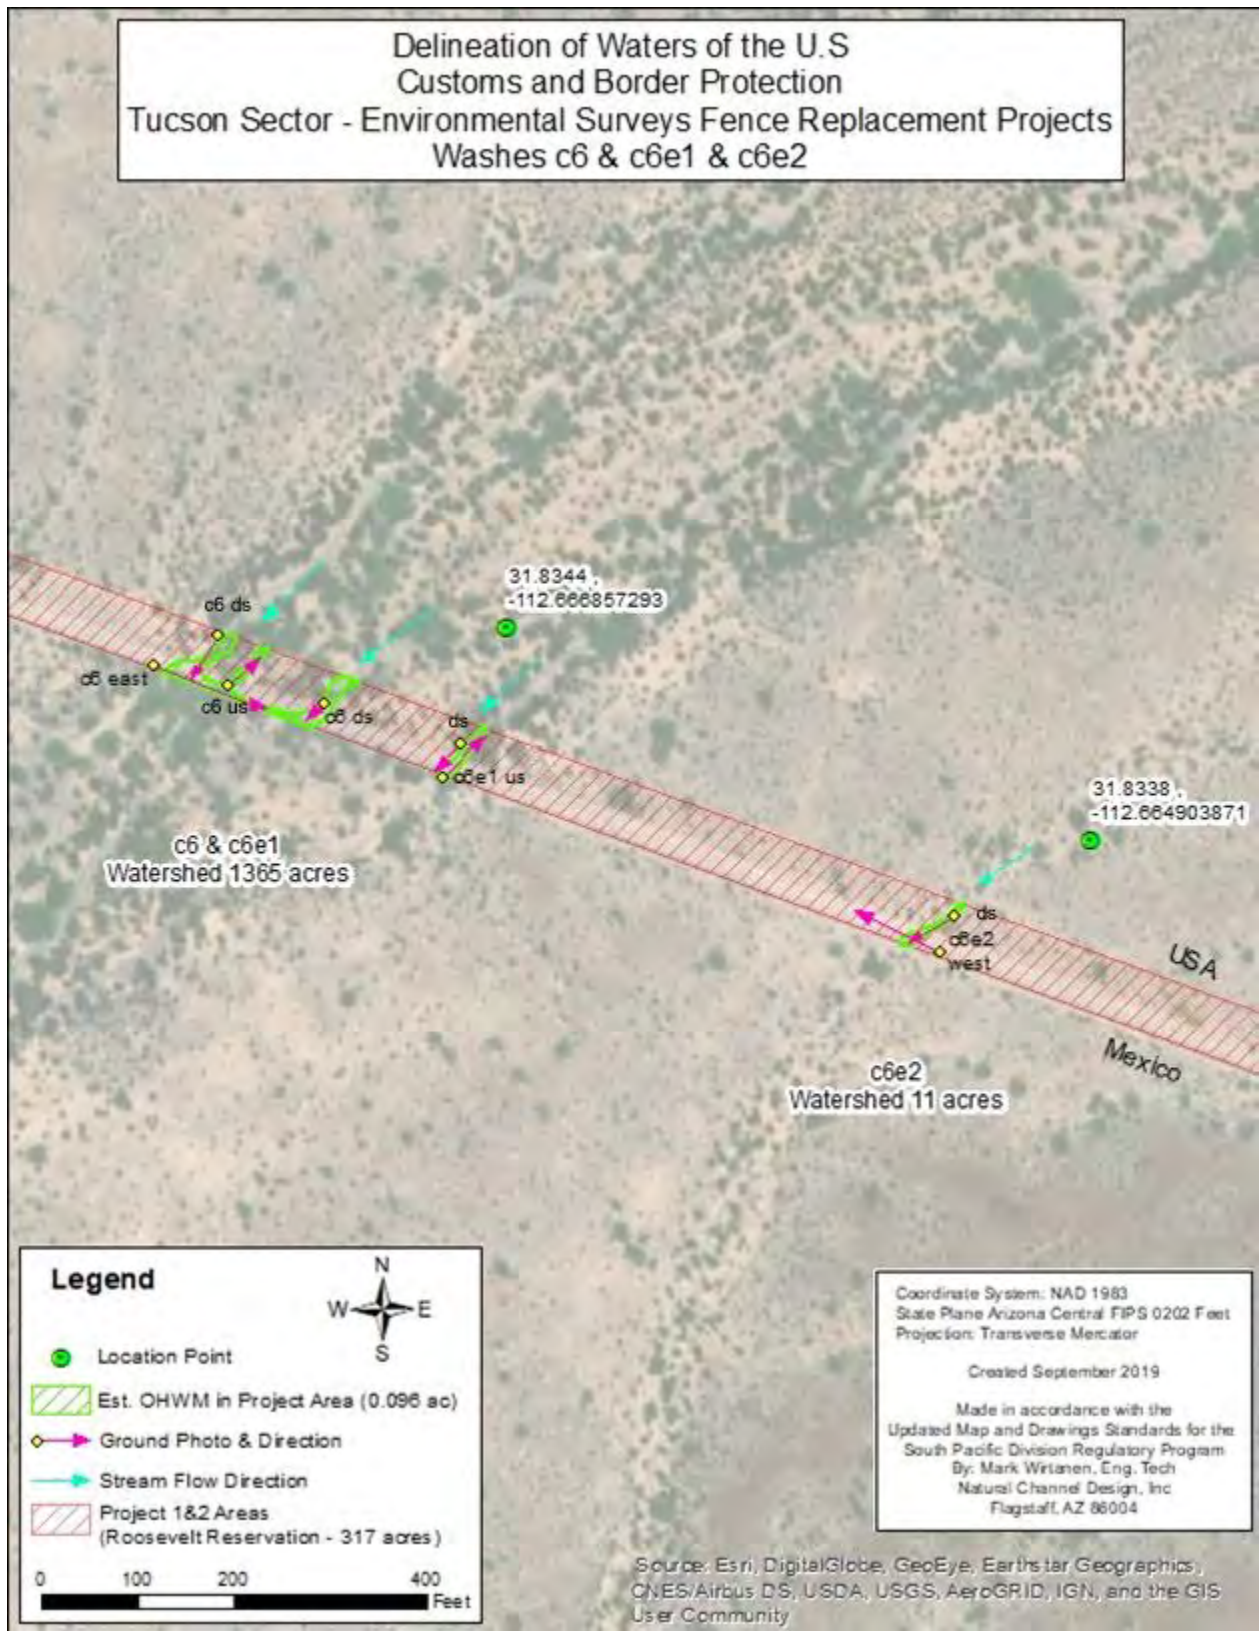 Delineation of Waters of the U.S
Customs and Border Protection
Tucson Sector - Environmental Surveys Fence Replacement Projects
Washes c6 & c6e1 & c6e2
31.8344 ,
-112.666857293
c6 ds
c6 east
c6 us
c6 ds
ds
c6e1 us
31.8338 ,
-112.664903871
c6 & c6e1
Watershed 1365 acres
ds
c6e2
west
USA
Mexico
c6e2
Watershed 11 acres
Legend
N
W E
S
Location Point
Est. OHWM in Project Area (0.096 ac)
Ground Photo & Direction
Stream Flow Direction
Project 1&2 Areas
(Roosevelt Reservation - 317 acres)
0 100 200 400
Feet
Coordinate System: NAD 1983
State Plane Arizona Central FIPS 0202 Feet
Projection: Transverse Mercator
Created September 2019
Made in accordance with the
Updated Map and Drawings Standards for the
South Pacific Division Regulatory Program
By: Mark Wirtanen, Eng. Tech
Natural Channel Design, Inc
Flagstaff, AZ 86004
Source: Esri, DigitalGlobe, GeoEye, Earthstar Geographics,
CNES/Airbus DS, USDA, USGS, AeroGRID, IGN, and the GIS
User Community